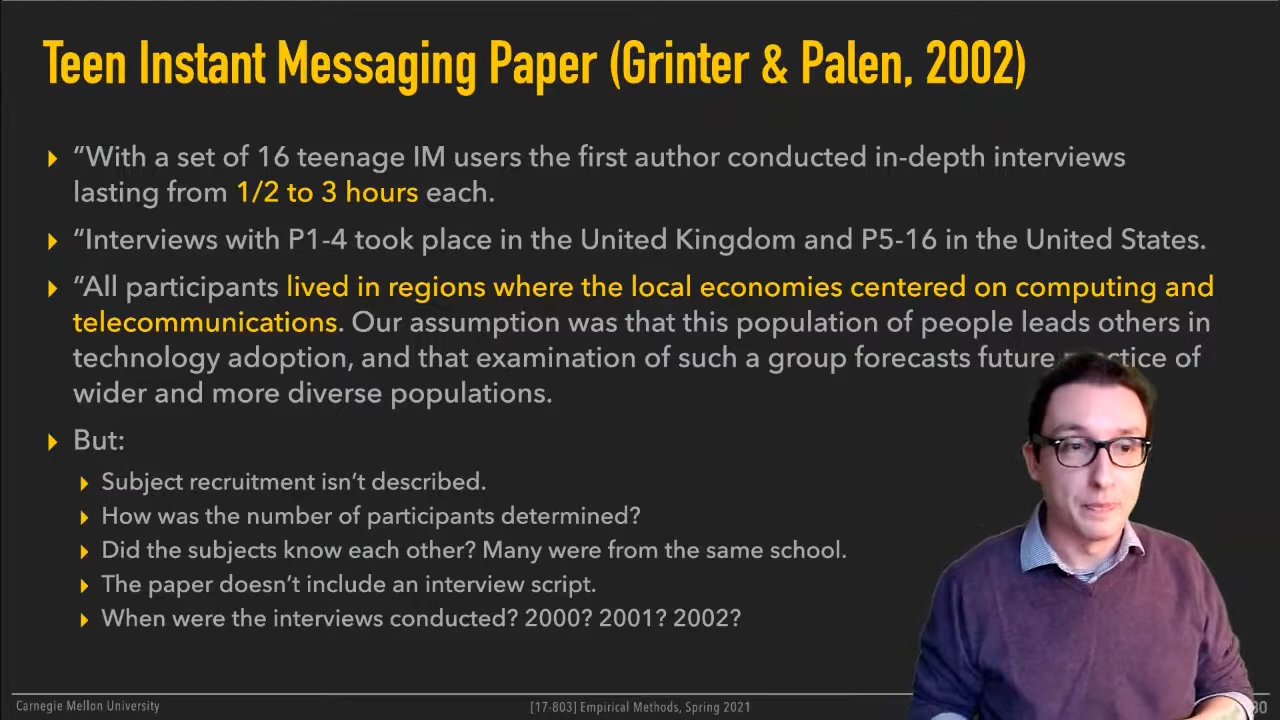 Teen Instant Messaging Paper (Grinter & Palen, 2002)
“With a set of 16 teenage IM users the first author conducted in-depth interviews
lasting from 1/2 to 3 hours each.
“Interviews with P1-4 took place in the United Kingdom and P5-16 in the United States.
“All participants lived in regions where the local economies centered on computing and
telecommunications. Our assumption was that this population of people leads others in
technology adoption, and that examination of such a group forecasts future of
wider and more diverse populations.
But:
Subject recruitment isn’t described.
How was the number of participants determined?
Did the subjects know each other? Many were from the same school.
The paper doesn’t include an interview script.
When were the interviews conducted? 2000? 2001? 2002?
Carnegie Mellon University
[17-803] Empirical Methods, Spring 2021